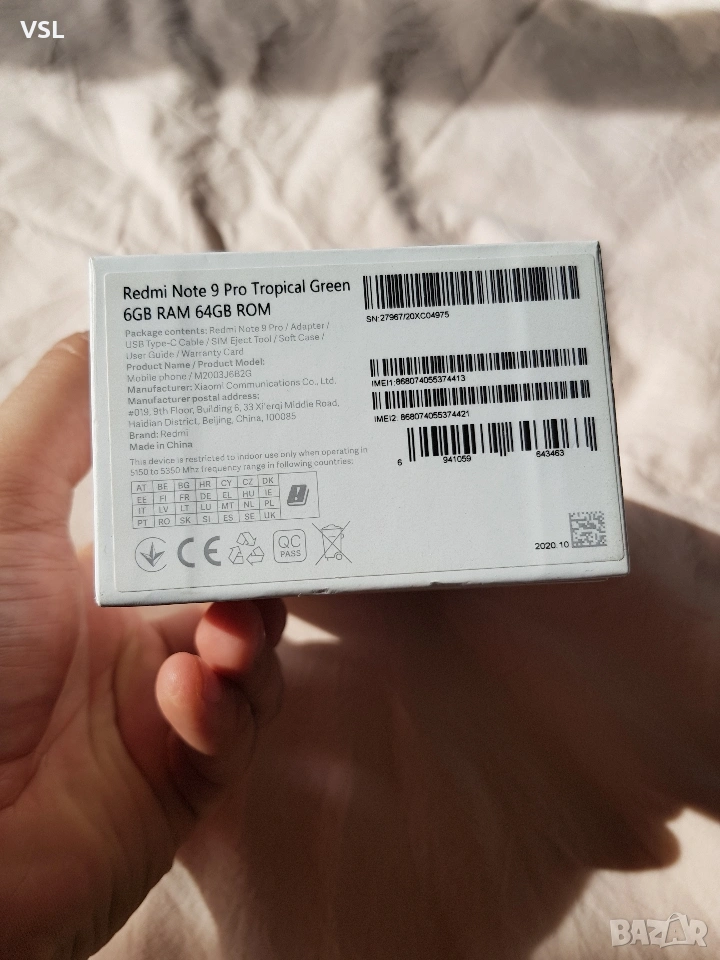 VSL
Redmi Note 9 Pro Tropical Green
6GB RAM 64GB ROM
Package contents: Redmi Note 9 Pro / Adapter /
USB Type-C Cable / SIM Eject Tool / Soft Case /
User Guide / Warranty Card
Product Name / Product Model:
Mobile phone / M2003J6B2G
Manufacturer: Xiaomi Communications Co., Ltd.
Manufacturer postal address:
#019, 9th Floor, Building 6, 33 Xi'erqi Middle Road,
Haidian District, Beijing, China, 100085
Brand: Redmi
Made in China
This device is restricted to indoor use only when operating in
5150 to 5350 Mhz frequency range in following countries:
AT BE BG HR CY CZ DK
EE FI FR DE EL HU IE
IT LV LT LU MT NL PL
PT RO SK SI ES SE UK
CE
QC
PASS
SN:27967/20XC04975
IMEI1:868074055374413
IMEI2:868074055374421
6 941059 643463
2020.10
BAZAR